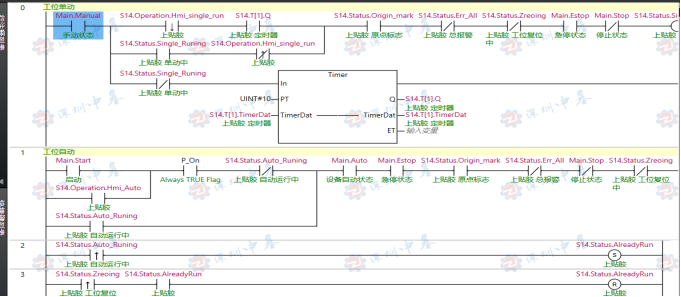 0
工位单动
Main.Manual
S14.Operation.Hmi_single_run
S14.T[1].Q
S14.Status.Origin_mark
S14.Status.Err_All
S14.Status.Zreoing
Main.Estop
Main.Stop
手动状态
上贴胶
上贴胶 定时器
上贴胶 原点标志
上贴胶 总报警
上贴胶 工位复位中
急停状态
停止状态
上贴胶
S14.Status.Single_Runing
S14.Operation.Hmi_single_run
上贴胶 单动中
上贴胶
S14.Status.Single_Runing
上贴胶 单动中
Timer
In
UINT#10
PT
Q
S14.T[1].Q
上贴胶 定时器
S14.T[1].TimerDat
TimerDat
TimerDat
S14.T[1].TimerDat
上贴胶 定时器
上贴胶 定时器
ET
输入变量
1
工位自动
Main.Start
P_On
S14.Status.Auto_Runing
Main.Auto
Main.Estop
S14.Status.Origin_mark
S14.Status.Err_All
Main.Stop
S14.Status.Zreoing
启动
Always TRUE Flag
上贴胶 自动运行中
设备自动状态
急停状态
上贴胶 原点标志
上贴胶 总报警
停止状态
上贴胶 工位复位中
S14.Operation.Hmi_Auto
上贴胶
S14.Status.Auto_Runing
上贴胶 自动运行中
2
S14.Status.Auto_Runing
S14.Status.AlreadyRun
S
上贴胶 自动运行中
上贴胶
3
S14.Status.Zreoing
S14.Status.AlreadyRun
S14.Status.AlreadyRun
R
上贴胶 工位复位
上贴胶
上贴胶